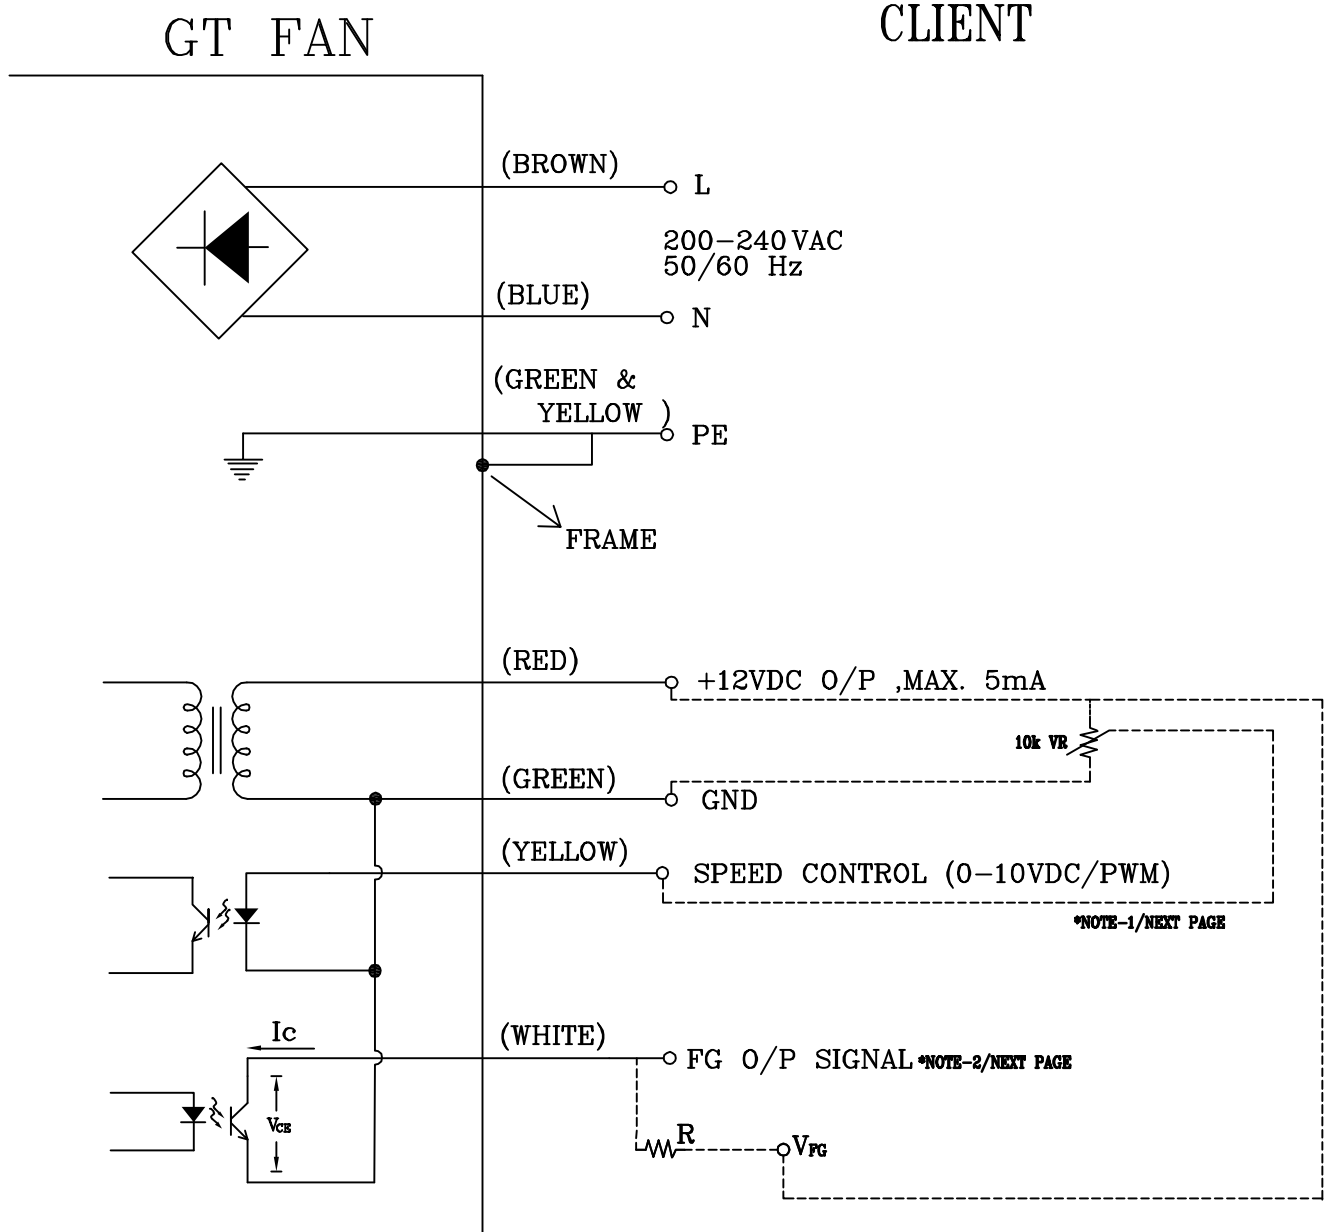 GT FAN
CLIENT
(BROWN)
L
200-240VAC
50/60 Hz
(BLUE)
N
(GREEN &
YELLOW )
PE
FRAME
(RED)
+12VDC O/P ,MAX. 5mA
10k VR
(GREEN)
GND
(YELLOW)
SPEED CONTROL (0-10VDC/PWM)
*NOTE-1/NEXT PAGE
Ic
(WHITE)
FG O/P SIGNAL *NOTE-2/NEXT PAGE
VCE
R
VFG